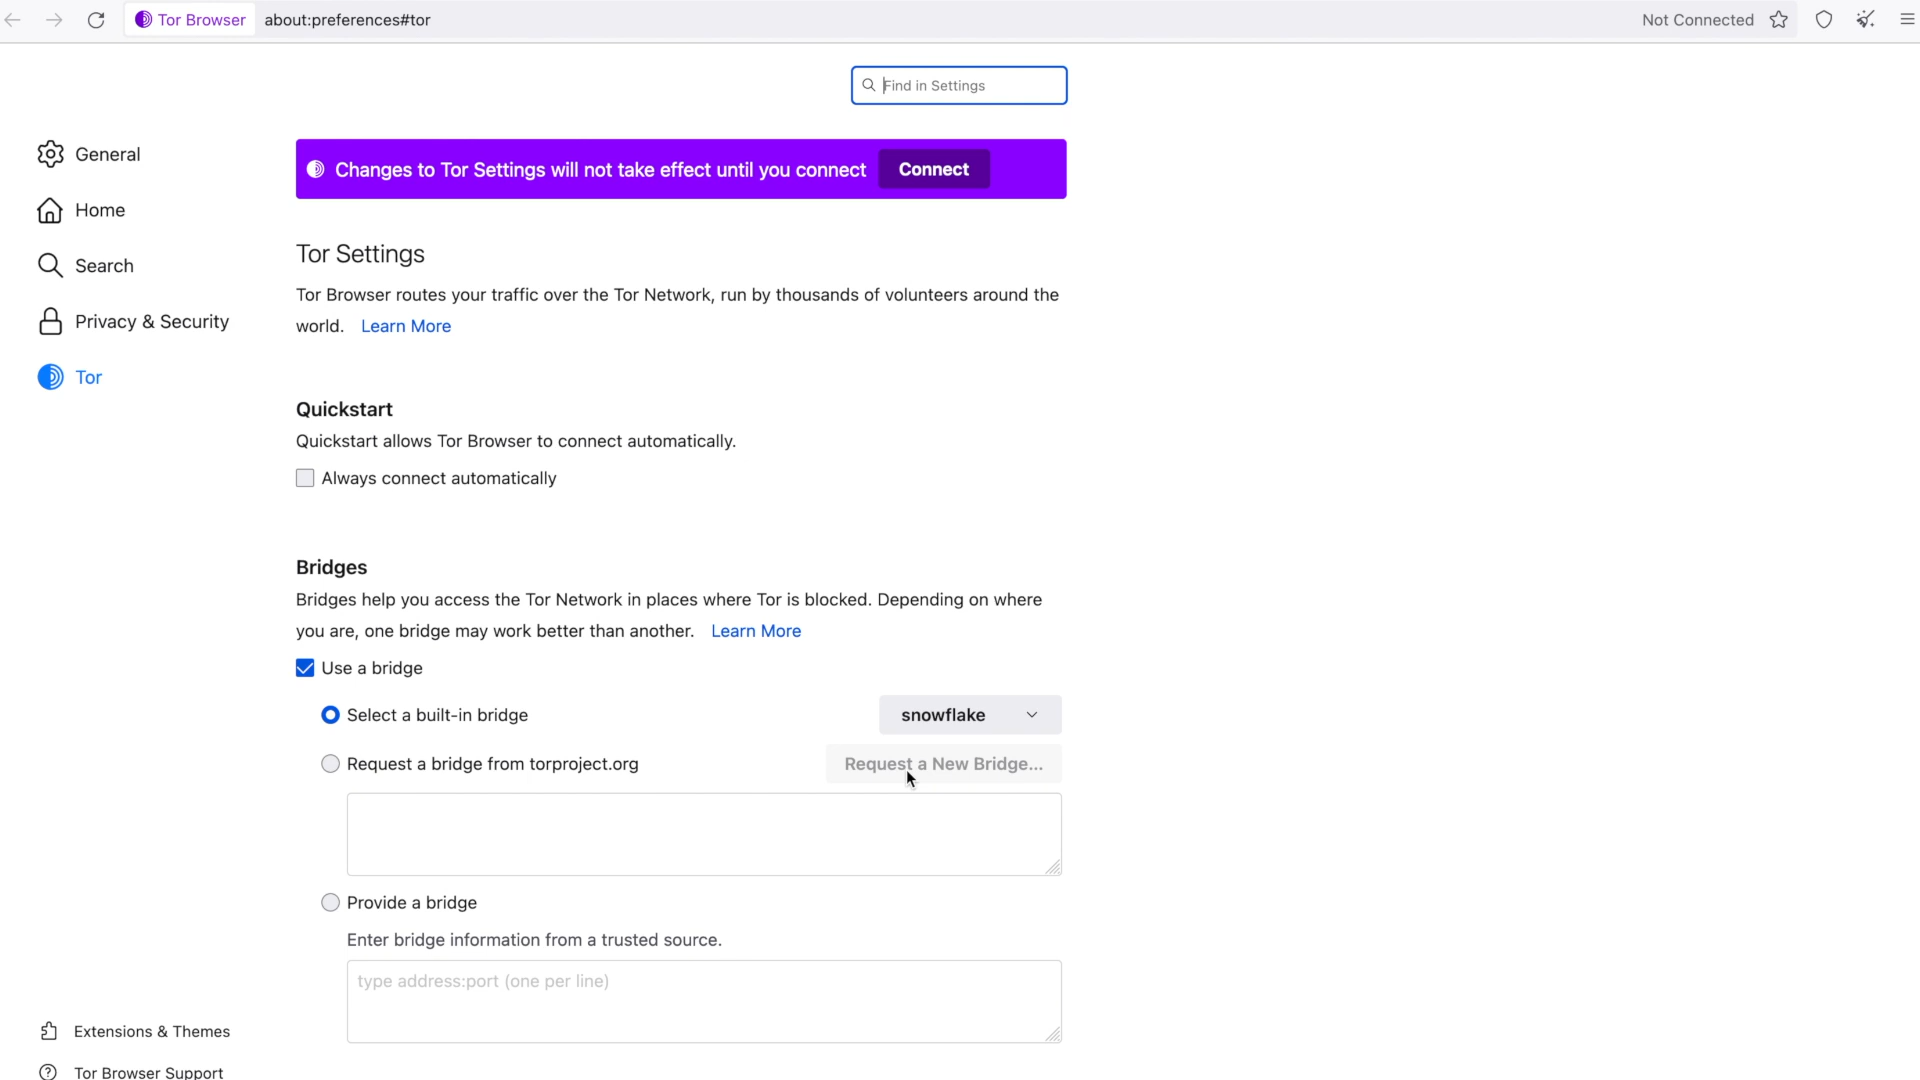 Tor Browser about:preferences#tor Not Connected
Find in Settings
General
Home
Search
Privacy & Security
Tor
Changes to Tor Settings will not take effect until you connect Connect
Tor Settings
Tor Browser routes your traffic over the Tor Network, run by thousands of volunteers around the
world. Learn More
Quickstart
Quickstart allows Tor Browser to connect automatically.
Always connect automatically
Bridges
Bridges help you access the Tor Network in places where Tor is blocked. Depending on where
you are, one bridge may work better than another. Learn More
Use a bridge
Select a built-in bridge snowflake
Request a bridge from torproject.org Request a New Bridge...
Provide a bridge
Enter bridge information from a trusted source.
type address:port (one per line)
Extensions & Themes
Tor Browser Support